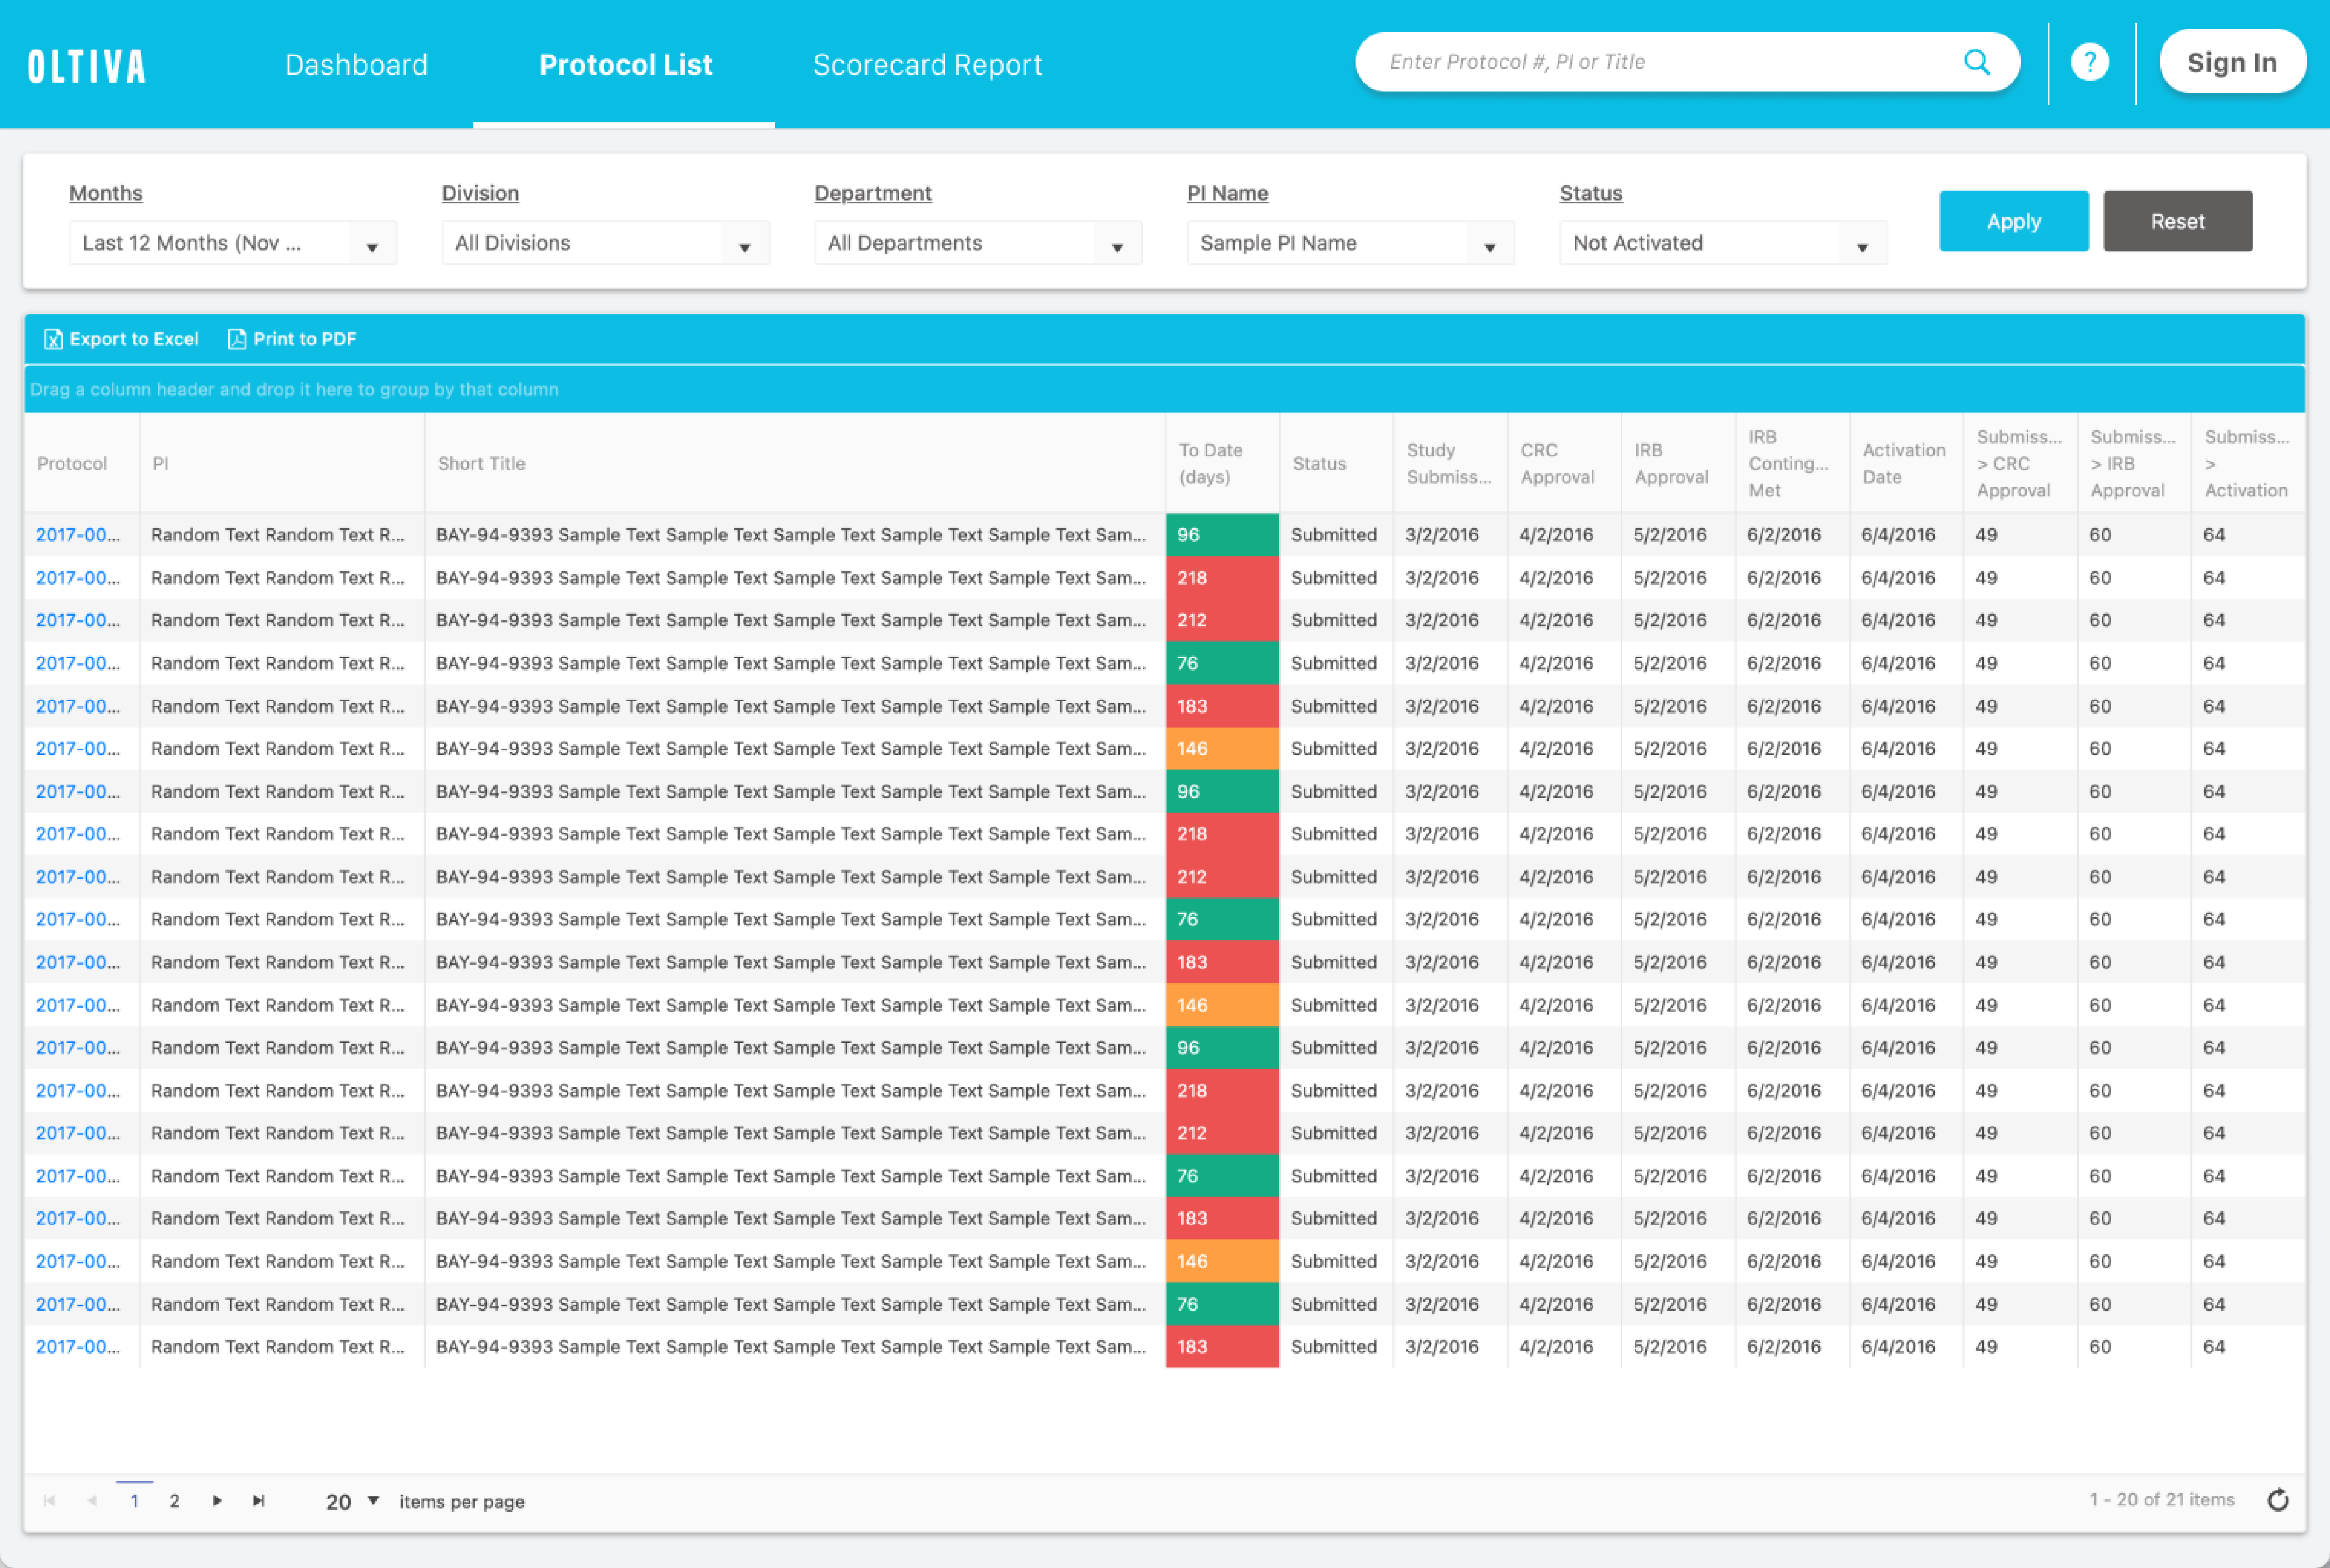 OLTIVA Dashboard Protocol List Scorecard Report Enter Protocol #, PI or Title ? Sign In
Months Division Department PI Name Status
Last 12 Months (Nov ... All Divisions All Departments Sample PI Name Not Activated Apply Reset
Export to Excel Print to PDF
Drag a column header and drop it here to group by that column
Protocol PI Short Title To Date (days) Status Study Submiss... CRC Approval IRB Approval IRB Conting... Met Activation Date Submiss... > CRC Approval Submiss... > IRB Approval Submiss... > Activation
2017-00... Random Text Random Text R... BAY-94-9393 Sample Text Sample Text Sample Text Sample Text Sample Text Sam... 96 Submitted 3/2/2016 4/2/2016 5/2/2016 6/2/2016 6/4/2016 49 60 64
2017-00... Random Text Random Text R... BAY-94-9393 Sample Text Sample Text Sample Text Sample Text Sample Text Sam... 218 Submitted 3/2/2016 4/2/2016 5/2/2016 6/2/2016 6/4/2016 49 60 64
2017-00... Random Text Random Text R... BAY-94-9393 Sample Text Sample Text Sample Text Sample Text Sample Text Sam... 212 Submitted 3/2/2016 4/2/2016 5/2/2016 6/2/2016 6/4/2016 49 60 64
2017-00... Random Text Random Text R... BAY-94-9393 Sample Text Sample Text Sample Text Sample Text Sample Text Sam... 76 Submitted 3/2/2016 4/2/2016 5/2/2016 6/2/2016 6/4/2016 49 60 64
2017-00... Random Text Random Text R... BAY-94-9393 Sample Text Sample Text Sample Text Sample Text Sample Text Sam... 183 Submitted 3/2/2016 4/2/2016 5/2/2016 6/2/2016 6/4/2016 49 60 64
2017-00... Random Text Random Text R... BAY-94-9393 Sample Text Sample Text Sample Text Sample Text Sample Text Sam... 146 Submitted 3/2/2016 4/2/2016 5/2/2016 6/2/2016 6/4/2016 49 60 64
2017-00... Random Text Random Text R... BAY-94-9393 Sample Text Sample Text Sample Text Sample Text Sample Text Sam... 96 Submitted 3/2/2016 4/2/2016 5/2/2016 6/2/2016 6/4/2016 49 60 64
2017-00... Random Text Random Text R... BAY-94-9393 Sample Text Sample Text Sample Text Sample Text Sample Text Sam... 218 Submitted 3/2/2016 4/2/2016 5/2/2016 6/2/2016 6/4/2016 49 60 64
2017-00... Random Text Random Text R... BAY-94-9393 Sample Text Sample Text Sample Text Sample Text Sample Text Sam... 212 Submitted 3/2/2016 4/2/2016 5/2/2016 6/2/2016 6/4/2016 49 60 64
2017-00... Random Text Random Text R... BAY-94-9393 Sample Text Sample Text Sample Text Sample Text Sample Text Sam... 76 Submitted 3/2/2016 4/2/2016 5/2/2016 6/2/2016 6/4/2016 49 60 64
2017-00... Random Text Random Text R... BAY-94-9393 Sample Text Sample Text Sample Text Sample Text Sample Text Sam... 183 Submitted 3/2/2016 4/2/2016 5/2/2016 6/2/2016 6/4/2016 49 60 64
2017-00... Random Text Random Text R... BAY-94-9393 Sample Text Sample Text Sample Text Sample Text Sample Text Sam... 146 Submitted 3/2/2016 4/2/2016 5/2/2016 6/2/2016 6/4/2016 49 60 64
2017-00... Random Text Random Text R... BAY-94-9393 Sample Text Sample Text Sample Text Sample Text Sample Text Sam... 96 Submitted 3/2/2016 4/2/2016 5/2/2016 6/2/2016 6/4/2016 49 60 64
2017-00... Random Text Random Text R... BAY-94-9393 Sample Text Sample Text Sample Text Sample Text Sample Text Sam... 218 Submitted 3/2/2016 4/2/2016 5/2/2016 6/2/2016 6/4/2016 49 60 64
2017-00... Random Text Random Text R... BAY-94-9393 Sample Text Sample Text Sample Text Sample Text Sample Text Sam... 212 Submitted 3/2/2016 4/2/2016 5/2/2016 6/2/2016 6/4/2016 49 60 64
2017-00... Random Text Random Text R... BAY-94-9393 Sample Text Sample Text Sample Text Sample Text Sample Text Sam... 76 Submitted 3/2/2016 4/2/2016 5/2/2016 6/2/2016 6/4/2016 49 60 64
2017-00... Random Text Random Text R... BAY-94-9393 Sample Text Sample Text Sample Text Sample Text Sample Text Sam... 183 Submitted 3/2/2016 4/2/2016 5/2/2016 6/2/2016 6/4/2016 49 60 64
2017-00... Random Text Random Text R... BAY-94-9393 Sample Text Sample Text Sample Text Sample Text Sample Text Sam... 146 Submitted 3/2/2016 4/2/2016 5/2/2016 6/2/2016 6/4/2016 49 60 64
2017-00... Random Text Random Text R... BAY-94-9393 Sample Text Sample Text Sample Text Sample Text Sample Text Sam... 76 Submitted 3/2/2016 4/2/2016 5/2/2016 6/2/2016 6/4/2016 49 60 64
2017-00... Random Text Random Text R... BAY-94-9393 Sample Text Sample Text Sample Text Sample Text Sample Text Sam... 183 Submitted 3/2/2016 4/2/2016 5/2/2016 6/2/2016 6/4/2016 49 60 64
1 2 20 items per page 1 - 20 of 21 items